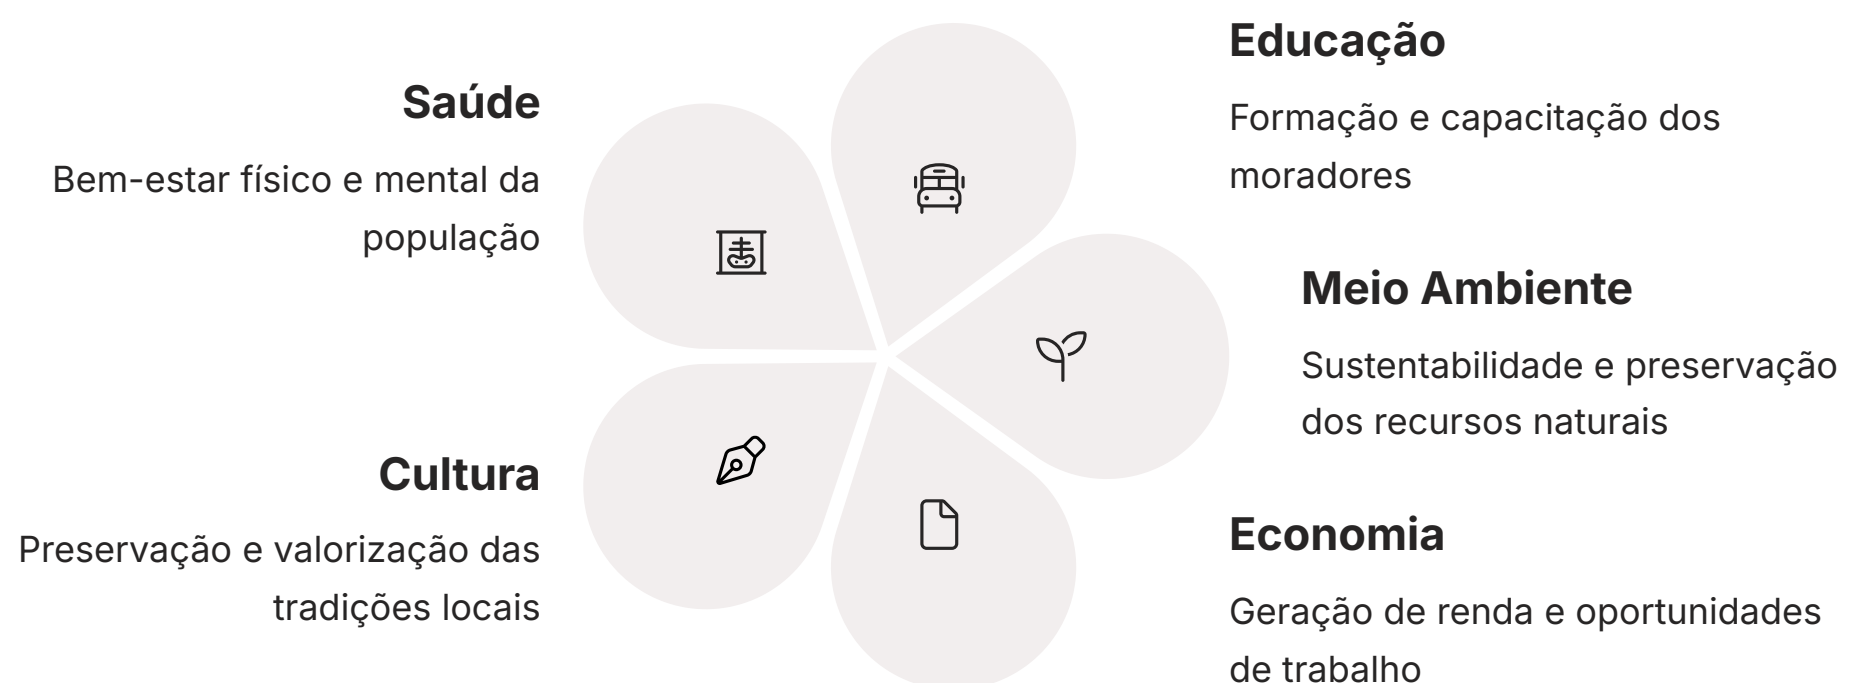 Saúde
Bem-estar físico e mental da
população
Cultura
Preservação e valorização das
tradições locais
Educação
Formação e capacitação dos
moradores
Meio Ambiente
Sustentabilidade e preservação
dos recursos naturais
Economia
Geração de renda e oportunidades
de trabalho